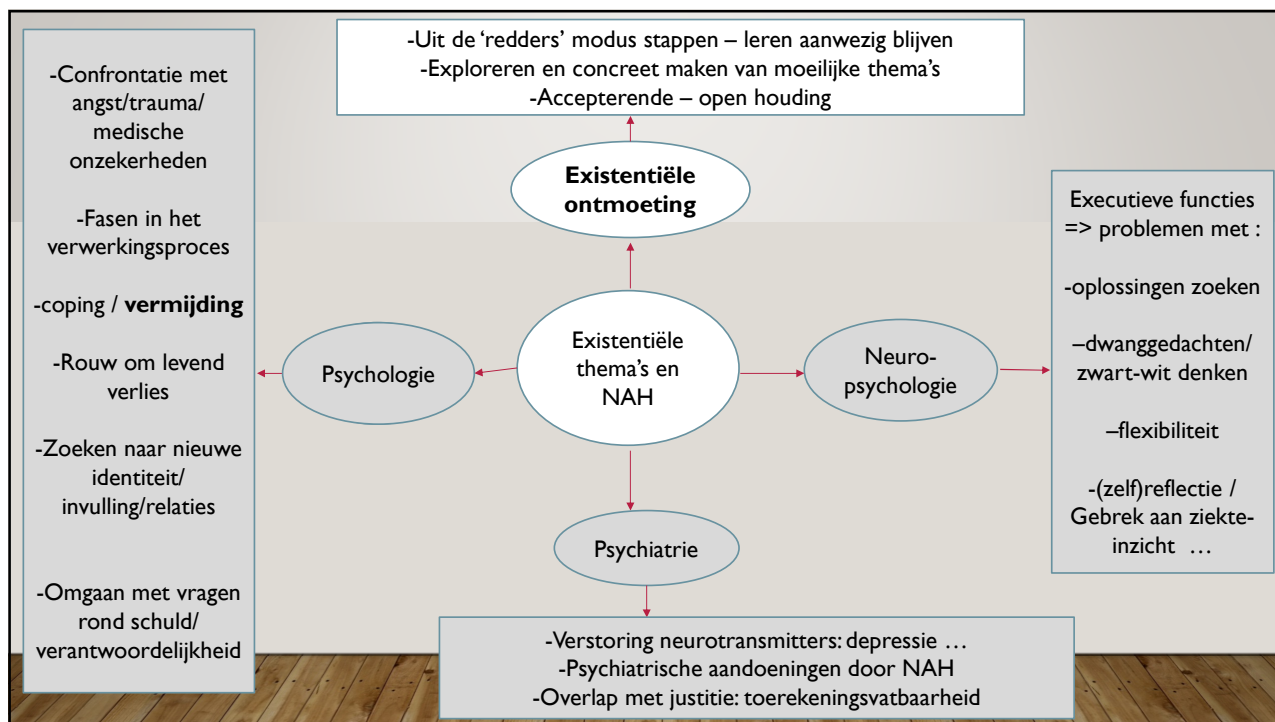 -Uit de ‘redders’ modus stappen – leren aanwezig blijven
-Exploreren en concreet maken van moeilijke thema’s
-Accepterende – open houding
-Confrontatie met
angst/trauma/
medische
onzekerheden
-Fasen in het
verwerkingsproces
-coping / vermijding
-Rouw om levend
verlies
-Zoeken naar nieuwe
identiteit/
invulling/relaties
-Omgaan met vragen
rond schuld/
verantwoordelijkheid
Existentiële
ontmoeting
Psychologie
Existentiële
thema’s en
NAH
Neuro-
psychologie
Executieve functies
=> problemen met :
-oplossingen zoeken
–dwanggedachten/
zwart-wit denken
–flexibiliteit
-(zelf)reflectie /
Gebrek aan ziekte-
inzicht …
Psychiatrie
-Verstoring neurotransmitters: depressie …
-Psychiatrische aandoeningen door NAH
-Overlap met justitie: toerekeningsvatbaarheid